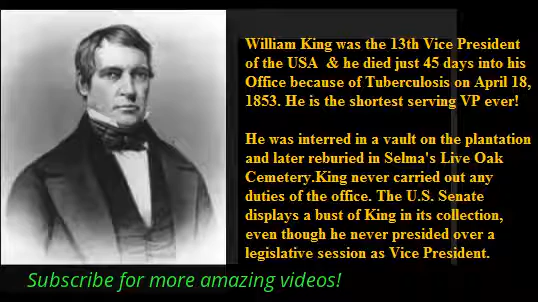 William King was the 13th Vice President
of the USA & he died just 45 days into his
Office because of Tuberculosis on April 18,
1853. He is the shortest serving VP ever!
He was interred in a vault on the plantation
and later reburied in Selma's Live Oak
Cemetery.King never carried out any
duties of the office. The U.S. Senate
displays a bust of King in its collection,
even though he never presided over a
legislative session as Vice President.
Subscribe for more amazing videos!